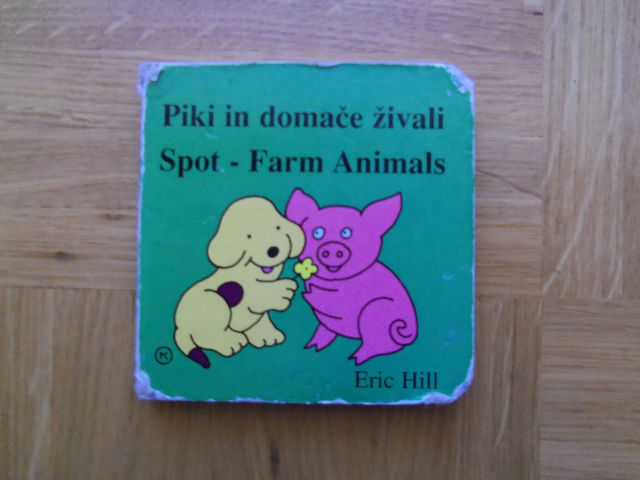 Piki in domače živali
Spot - Farm Animals
Eric Hill